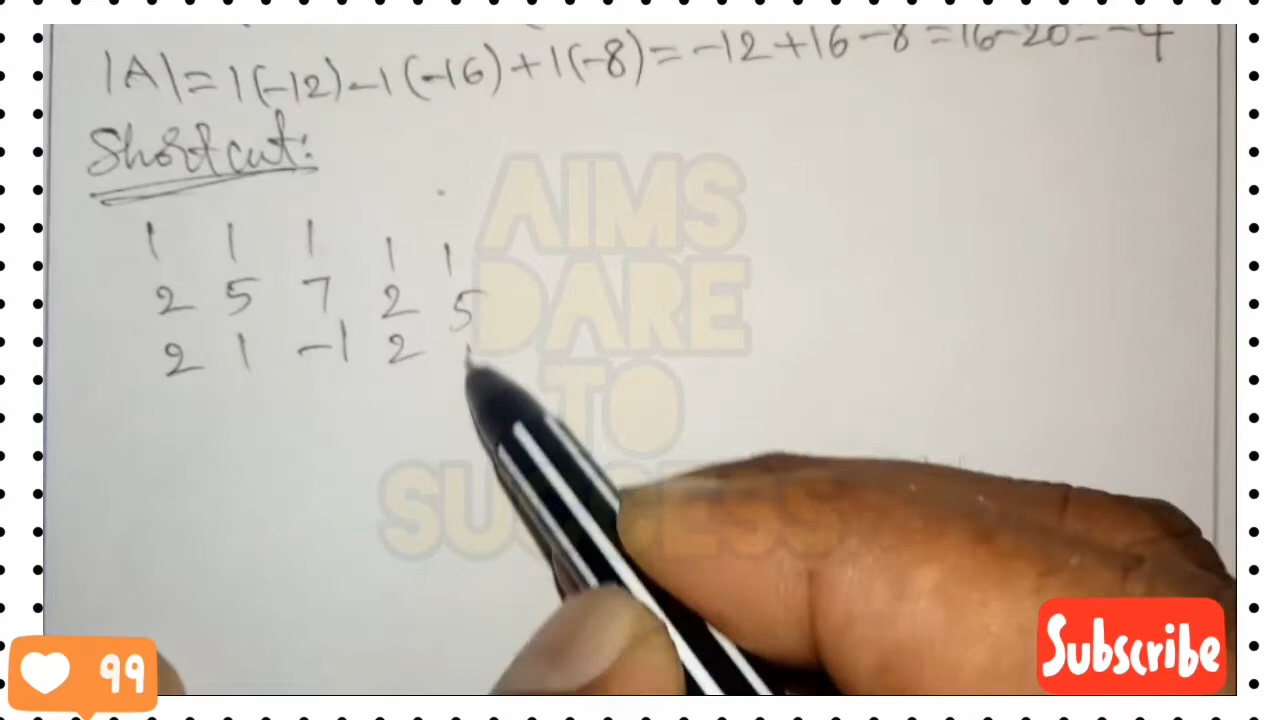 |A| = 1(-12) - 1(-16) + 1(-8) = -12 + 16 - 8 = 16 - 20 = -4
Shortcut:
1 1 1 1 1
2 5 7 2 5
2 1 -1 2 1
AIMS
DARE
TO
SUCCESS
99
Subscribe